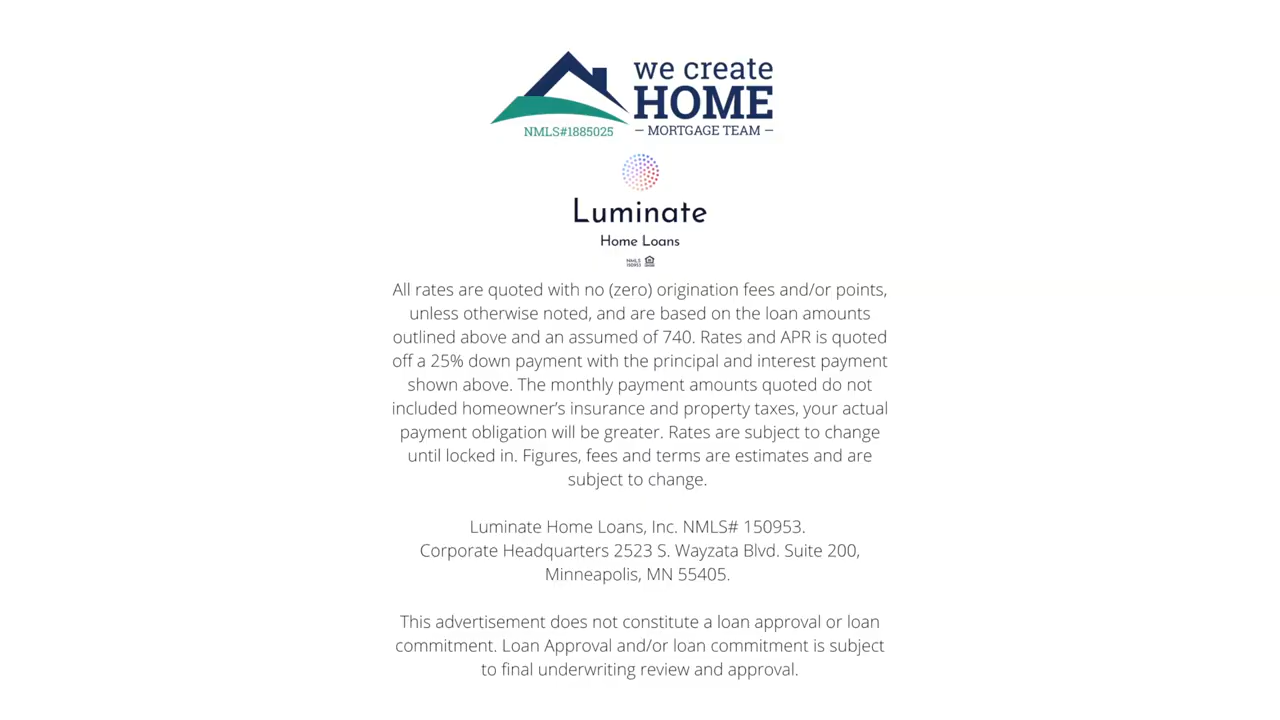 we create
HOME
NMLS#1885025
– MORTGAGE TEAM –
Luminate
Home Loans
NMLS
150953
All rates are quoted with no (zero) origination fees and/or points,
unless otherwise noted, and are based on the loan amounts
outlined above and an assumed of 740. Rates and APR is quoted
off a 25% down payment with the principal and interest payment
shown above. The monthly payment amounts quoted do not
included homeowner’s insurance and property taxes, your actual
payment obligation will be greater. Rates are subject to change
until locked in. Figures, fees and terms are estimates and are
subject to change.
Luminate Home Loans, Inc. NMLS# 150953.
Corporate Headquarters 2523 S. Wayzata Blvd. Suite 200,
Minneapolis, MN 55405.
This advertisement does not constitute a loan approval or loan
commitment. Loan Approval and/or loan commitment is subject
to final underwriting review and approval.